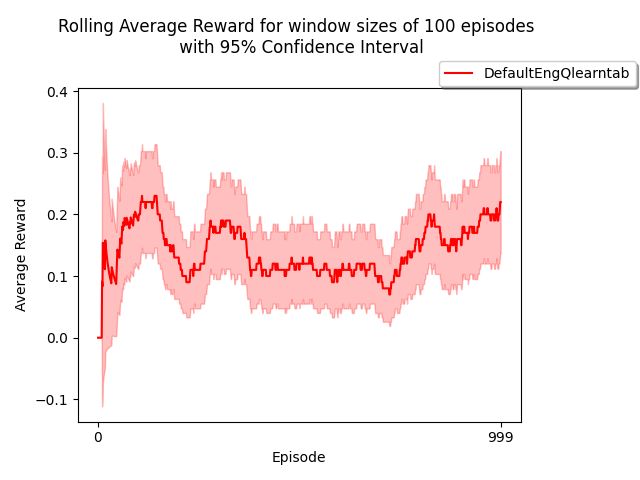 Rolling Average Reward for window sizes of 100 episodes
with 95% Confidence Interval
DefaultEngQlearntab
0.4
0.3
0.2
0.1
0.0
−0.1
Average Reward
0
999
Episode